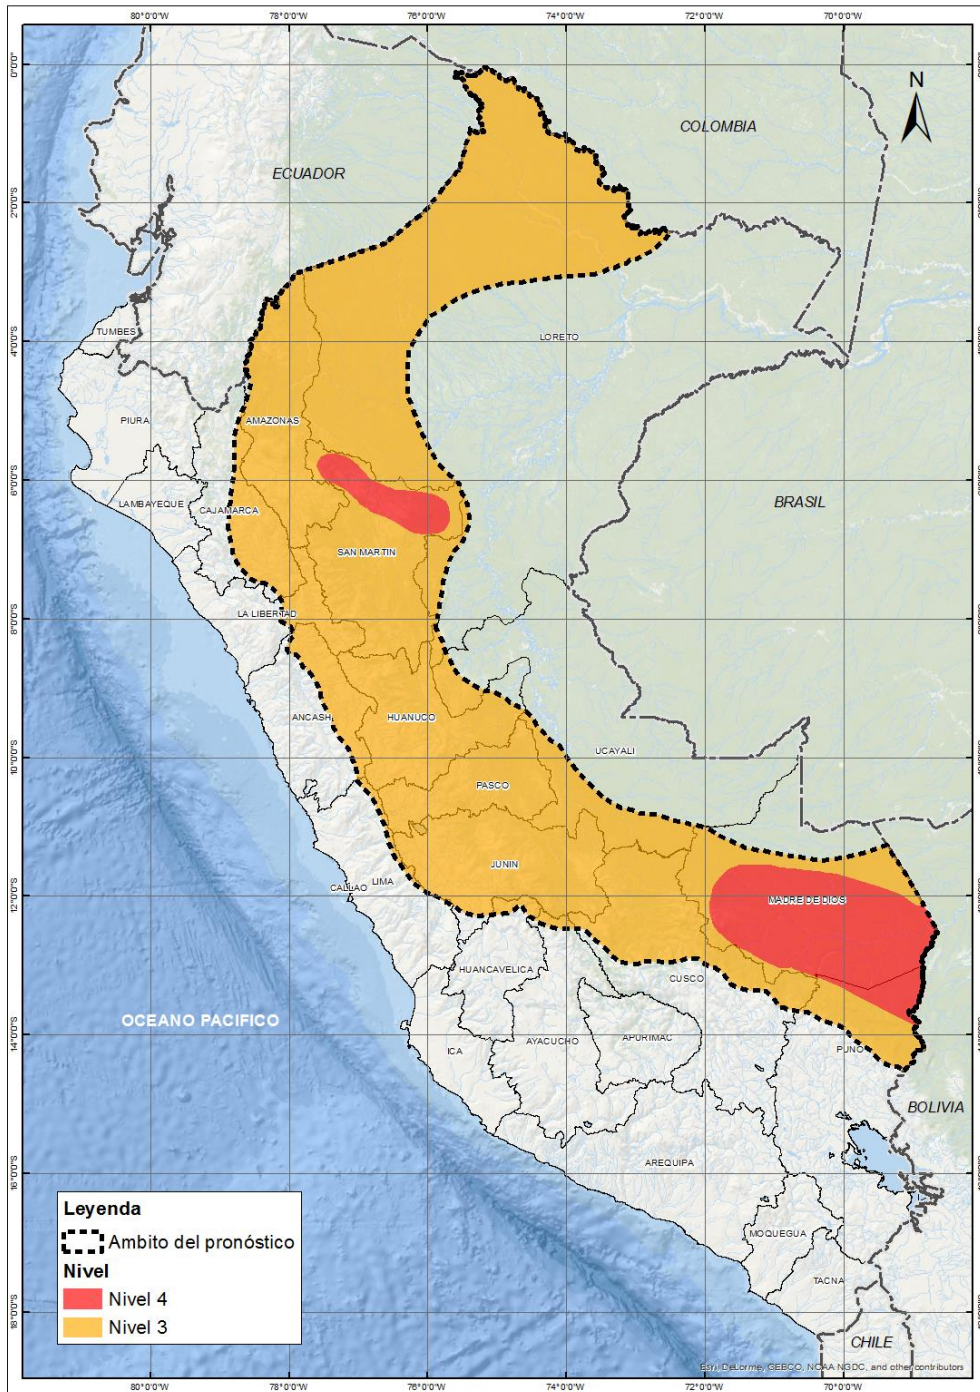 80°0'0"W 78°0'0"W 76°0'0"W 74°0'0"W 72°0'0"W 70°0'0"W
N
COLOMBIA
ECUADOR
0°0'0"
2°0'0"S
4°0'0"S
6°0'0"S
8°0'0"S
10°0'0"S
12°0'0"S
14°0'0"S
16°0'0"S
18°0'0"S
TUMBES
LORETO
PIURA
AMAZONAS
LAMBAYEQUE
CAJAMARCA
BRASIL
SAN MARTIN
LA LIBERTAD
ANCASH
HUANUCO
UCAYALI
PASCO
JUNIN
CALLAO
LIMA
MADRE DE DIOS
HUANCAVELICA
CUSCO
OCEANO PACIFICO
ICA
AYACUCHO
APURIMAC
PUNO
BOLIVIA
AREQUIPA
MOQUEGUA
TACNA
CHILE
Leyenda
Ambito del pronóstico
Nivel
Nivel 4
Nivel 3
Esri, DeLorme, GEBCO, NOAA NGDC, and other contributors
80°0'0"W 78°0'0"W 76°0'0"W 74°0'0"W 72°0'0"W 70°0'0"W